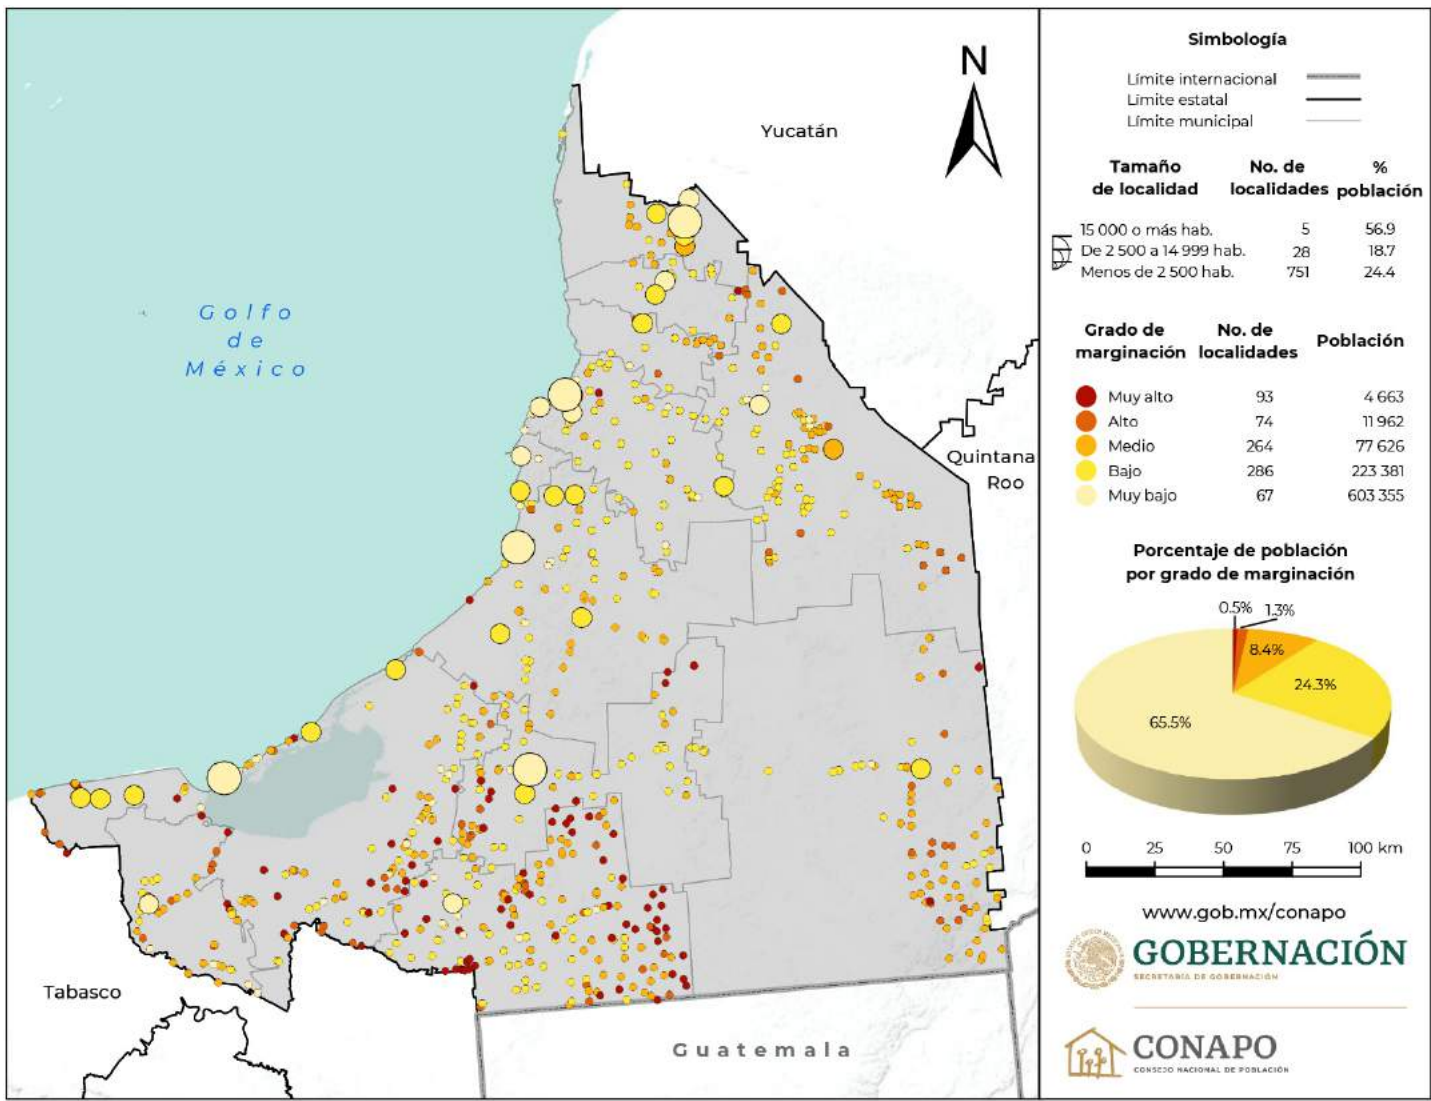 Yucatán
Golfo
de
México
Quintana
Roo
Tabasco
Guatemala
N
Simbología
Límite internacional
Límite estatal
Límite municipal
Tamaño No. de %
de localidad localidades población
15 000 o más hab. 5 56.9
De 2 500 a 14 999 hab. 28 18.7
Menos de 2 500 hab. 751 24.4
Grado de No. de Población
marginación localidades
Muy alto 93 4 663
Alto 74 11 962
Medio 264 77 626
Bajo 286 223 381
Muy bajo 67 603 355
Porcentaje de población
por grado de marginación
0.5% 1.3%
8.4%
24.3%
65.5%
0 25 50 75 100 km
www.gob.mx/conapo
GOBERNACIÓN
SECRETARÍA DE GOBERNACIÓN
CONAPO
CONSEJO NACIONAL DE POBLACIÓN